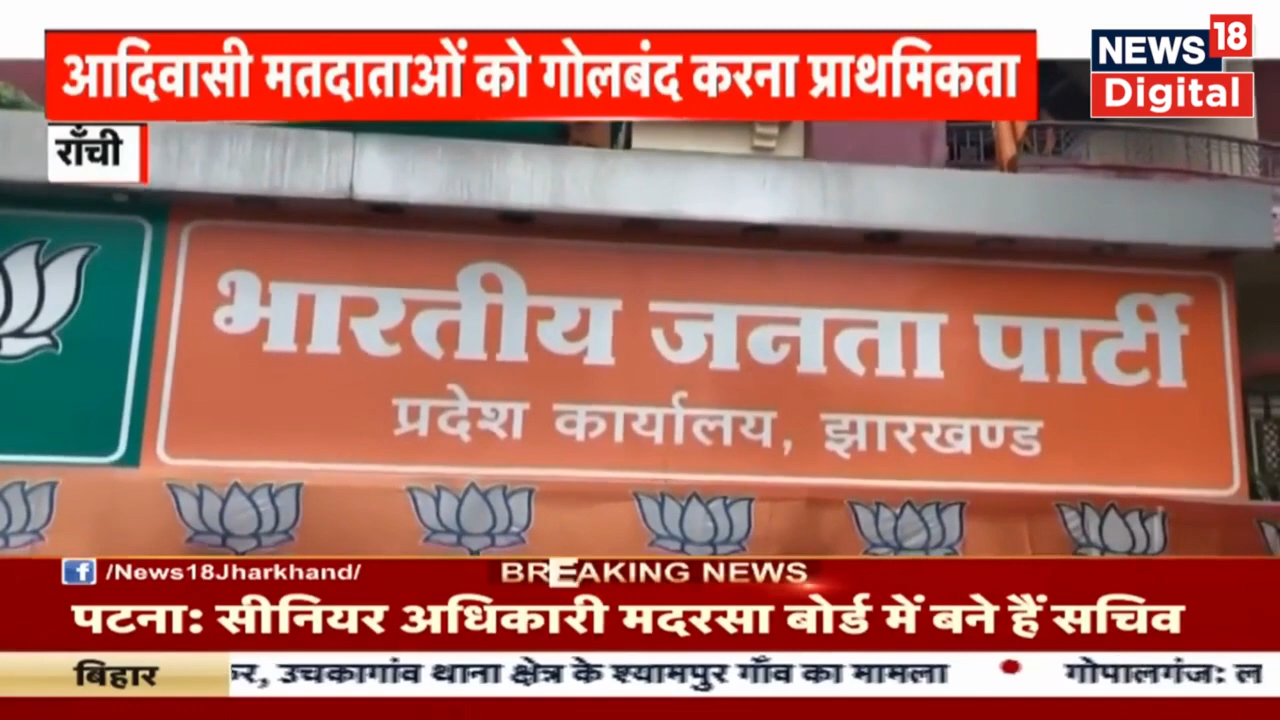 आदिवासी मतदाताओं को गोलबंद करना प्राथमिकता
NEWS 18
Digital
राँची
भारतीय जनता पार्टी
प्रदेश कार्यालय, झारखण्ड
/News18Jharkhand/
BREAKING NEWS
पटना: सीनियर अधिकारी मदरसा बोर्ड में बने हैं सचिव
बिहार
उचकागांव थाना क्षेत्र के श्यामपुर गाँव का मामला
गोपालगंज: